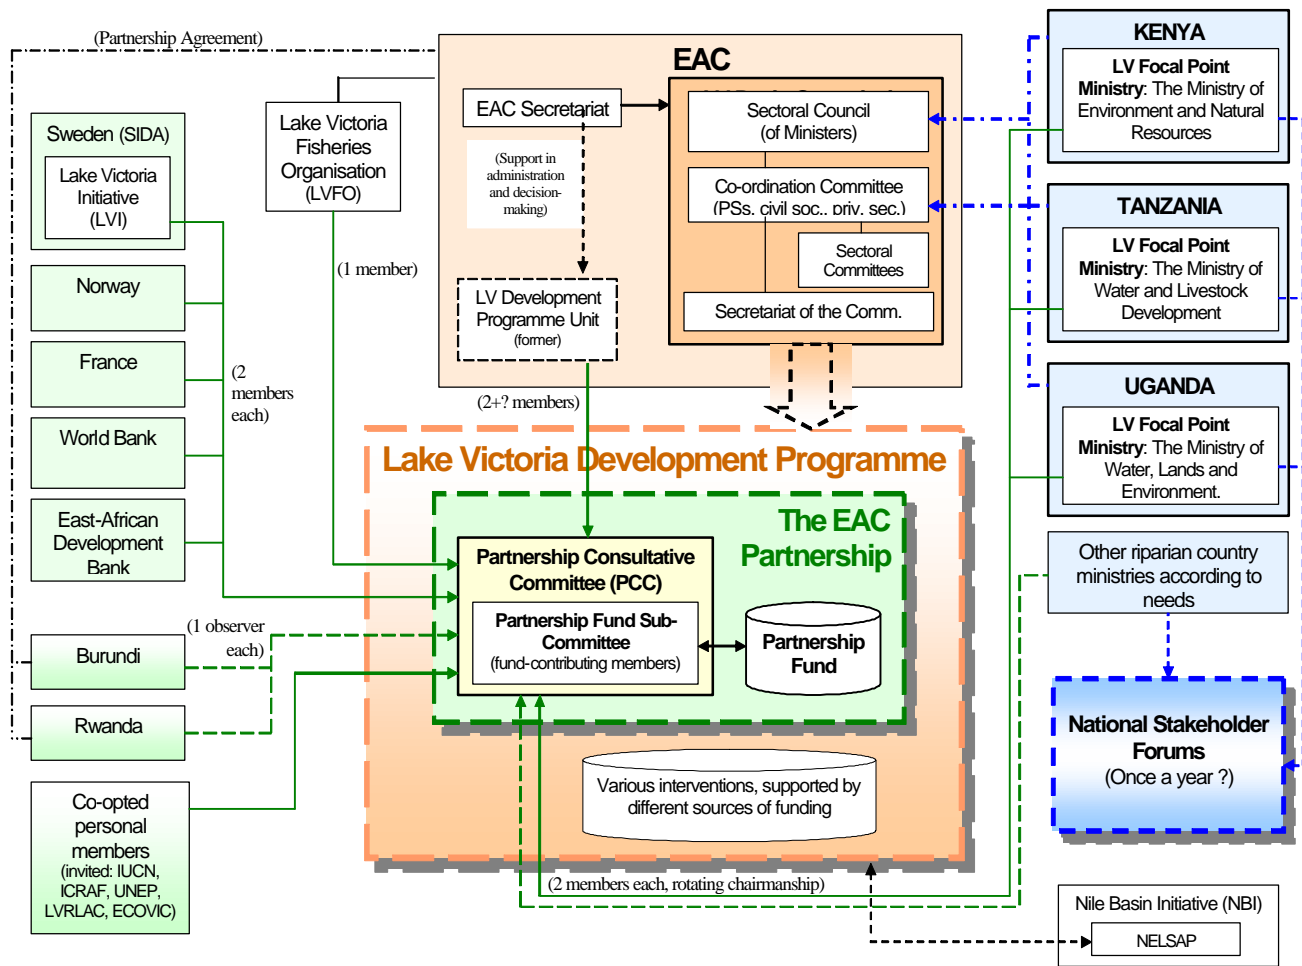 (Partnership Agreement)
EAC
EAC Secretariat
(Support in
administration
and decision-
making)
Sectoral Council
(of Ministers)
Co-ordination Committee
(PSs, civil soc., priv. sec.)
Sectoral
Committees
Secretariat of the Comm.
LV Development
Programme Unit
(former)
(2+? members)
Lake Victoria
Fisheries
Organisation
(LVFO)
(1 member)
Sweden (SIDA)
Lake Victoria
Initiative
(LVI)
Norway
France
World Bank
East-African
Development
Bank
(2
members
each)
(1 observer
each)
Burundi
Rwanda
Co-opted
personal
members
(invited: IUCN,
ICRAF, UNEP,
LVRLAC, ECOVIC)
Lake Victoria Development Programme
The EAC
Partnership
Partnership Consultative
Committee (PCC)
Partnership Fund Sub-
Committee
(fund-contributing members)
Partnership
Fund
Various interventions, supported by
different sources of funding
(2 members each, rotating chairmanship)
KENYA
LV Focal Point
Ministry: The Ministry of
Environment and Natural
Resources
TANZANIA
LV Focal Point
Ministry: The Ministry of
Water and Livestock
Development
UGANDA
LV Focal Point
Ministry: The Ministry of
Water, Lands and
Environment.
Other riparian country
ministries according to
needs
National Stakeholder
Forums
(Once a year ?)
Nile Basin Initiative (NBI)
NELSAP